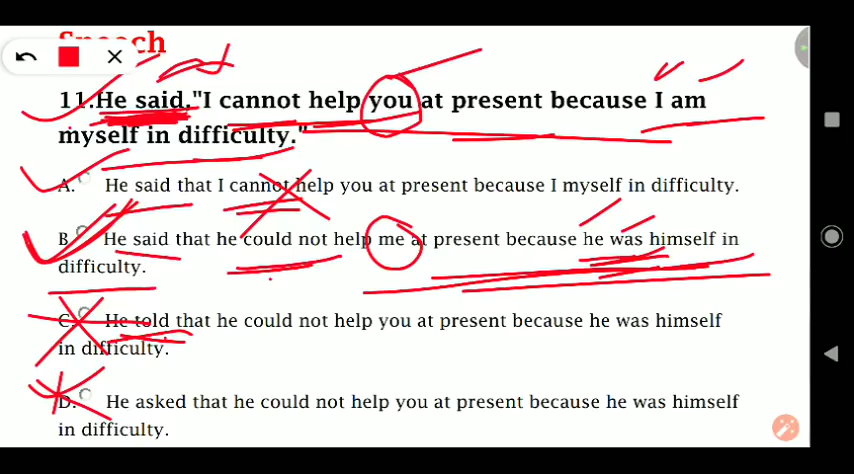 Speech
11.He said."I cannot help you at present because I am
myself in difficulty."
A. He said that I cannot help you at present because I myself in difficulty.
B. He said that he could not help me at present because he was himself in
difficulty.
C. He told that he could not help you at present because he was himself
in difficulty.
D. He asked that he could not help you at present because he was himself
in difficulty.